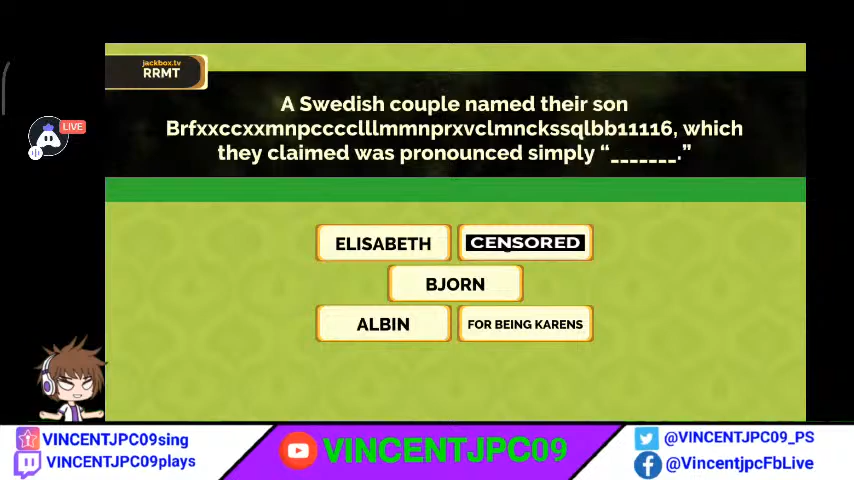 jackbox.tv
RRMT
A Swedish couple named their son
Brfxxccxxmnpcccclllmmnprxvclmnckssqlbb11116, which
they claimed was pronounced simply “_______.”
LIVE
ELISABETH
CENSORED
BJORN
ALBIN
FOR BEING KARENS
VINCENTJPC09sing
VINCENTJPC09plays
VINCENTJPC09
@VINCENTJPC09_PS
@VincentjpcFbLive